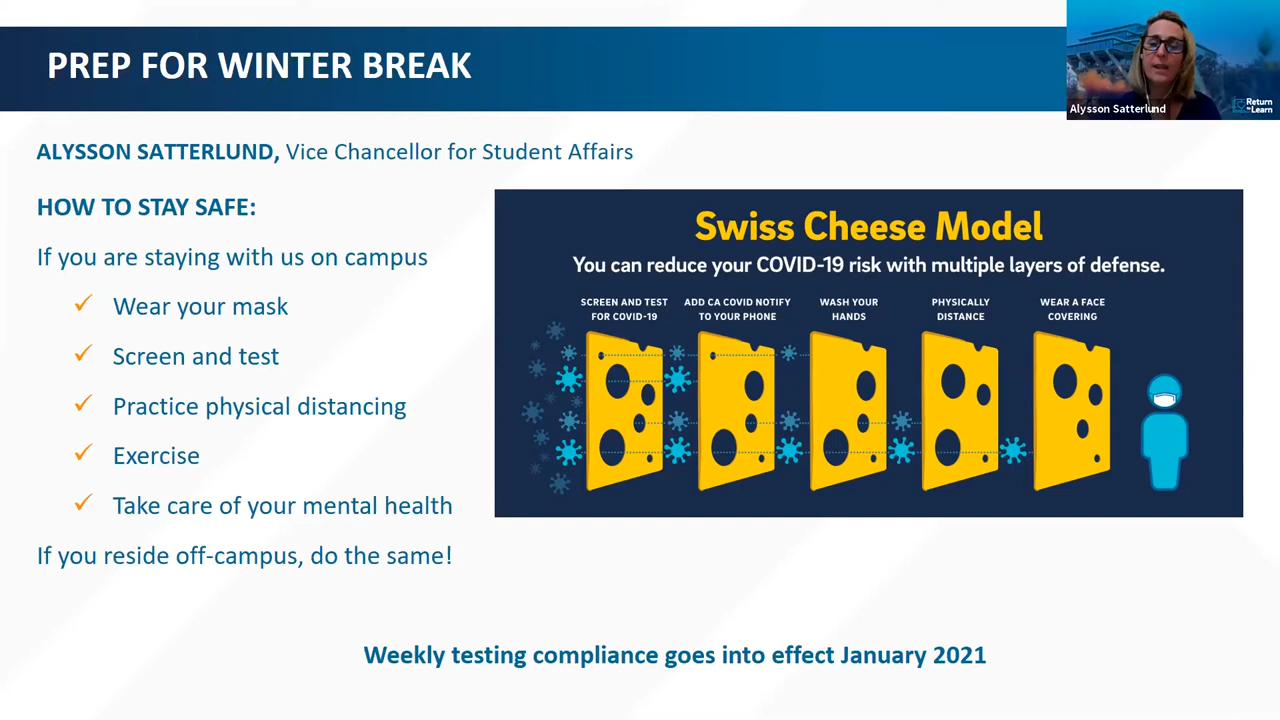 PREP FOR WINTER BREAK
Alysson Satterlund
Return
to Learn
ALYSSON SATTERLUND, Vice Chancellor for Student Affairs
HOW TO STAY SAFE:
If you are staying with us on campus
✓ Wear your mask
✓ Screen and test
✓ Practice physical distancing
✓ Exercise
✓ Take care of your mental health
If you reside off-campus, do the same!
Swiss Cheese Model
You can reduce your COVID-19 risk with multiple layers of defense.
SCREEN AND TEST
FOR COVID-19
ADD CA COVID NOTIFY
TO YOUR PHONE
WASH YOUR
HANDS
PHYSICALLY
DISTANCE
WEAR A FACE
COVERING
Weekly testing compliance goes into effect January 2021